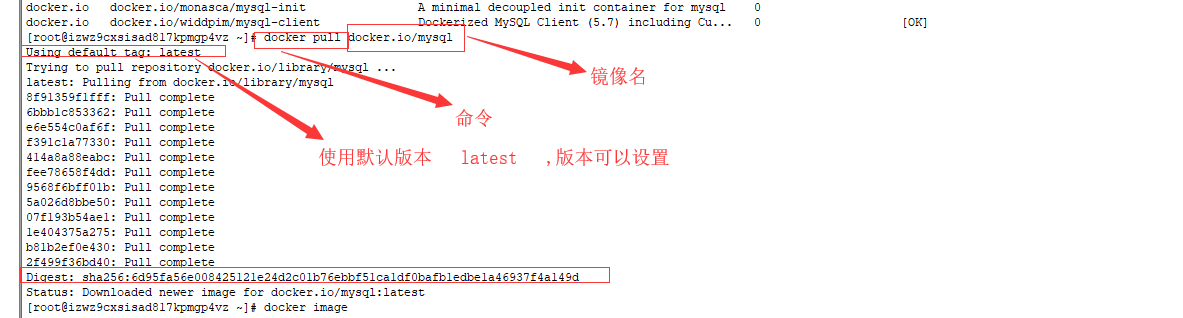 docker.io docker.io/monasca/mysql-init A minimal decoupled init container for mysql 0
docker.io docker.io/widdpim/mysql-client Dockerized MySQL Client (5.7) including Cu... 0 [OK]
[root@izwz9cxsisad817kpmgp4vz ~]# docker pull docker.io/mysql
Using default tag: latest
Trying to pull repository docker.io/library/mysql ...
镜像名
latest: Pulling from docker.io/library/mysql
8f91359f1fff: Pull complete
6bbb1c853362: Pull complete
命令
e6e554c0af6f: Pull complete
f391c1a77330: Pull complete
414a8a88eabc: Pull complete
使用默认版本 latest ,版本可以设置
fee78658f4dd: Pull complete
9568f6bff01b: Pull complete
5a026d8bbe50: Pull complete
07f193b54ae1: Pull complete
1e404375a275: Pull complete
b81b2ef0e430: Pull complete
2f499f36bd40: Pull complete
Digest: sha256:6d95fa56e008425121e24d2c01b76ebbf51ca1df0bafb1edbe1a46937f4a149d
Status: Downloaded newer image for docker.io/mysql:latest
[root@izwz9cxsisad817kpmgp4vz ~]# docker image